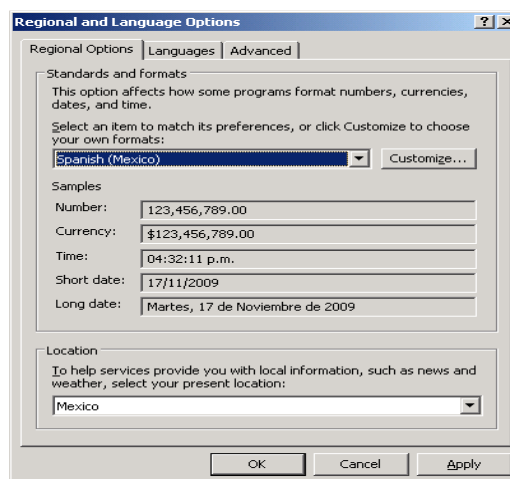 Regional and Language Options
Regional Options Languages Advanced
Standards and formats
This option affects how some programs format numbers, currencies,
dates, and time.
Select an item to match its preferences, or click Customize to choose
your own formats:
Spanish (Mexico)
Customize...
Samples
Number: 123,456,789.00
Currency: $123,456,789.00
Time: 04:32:11 p.m.
Short date: 17/11/2009
Long date: Martes, 17 de Noviembre de 2009
Location
To help services provide you with local information, such as news and
weather, select your present location:
Mexico
OK Cancel Apply